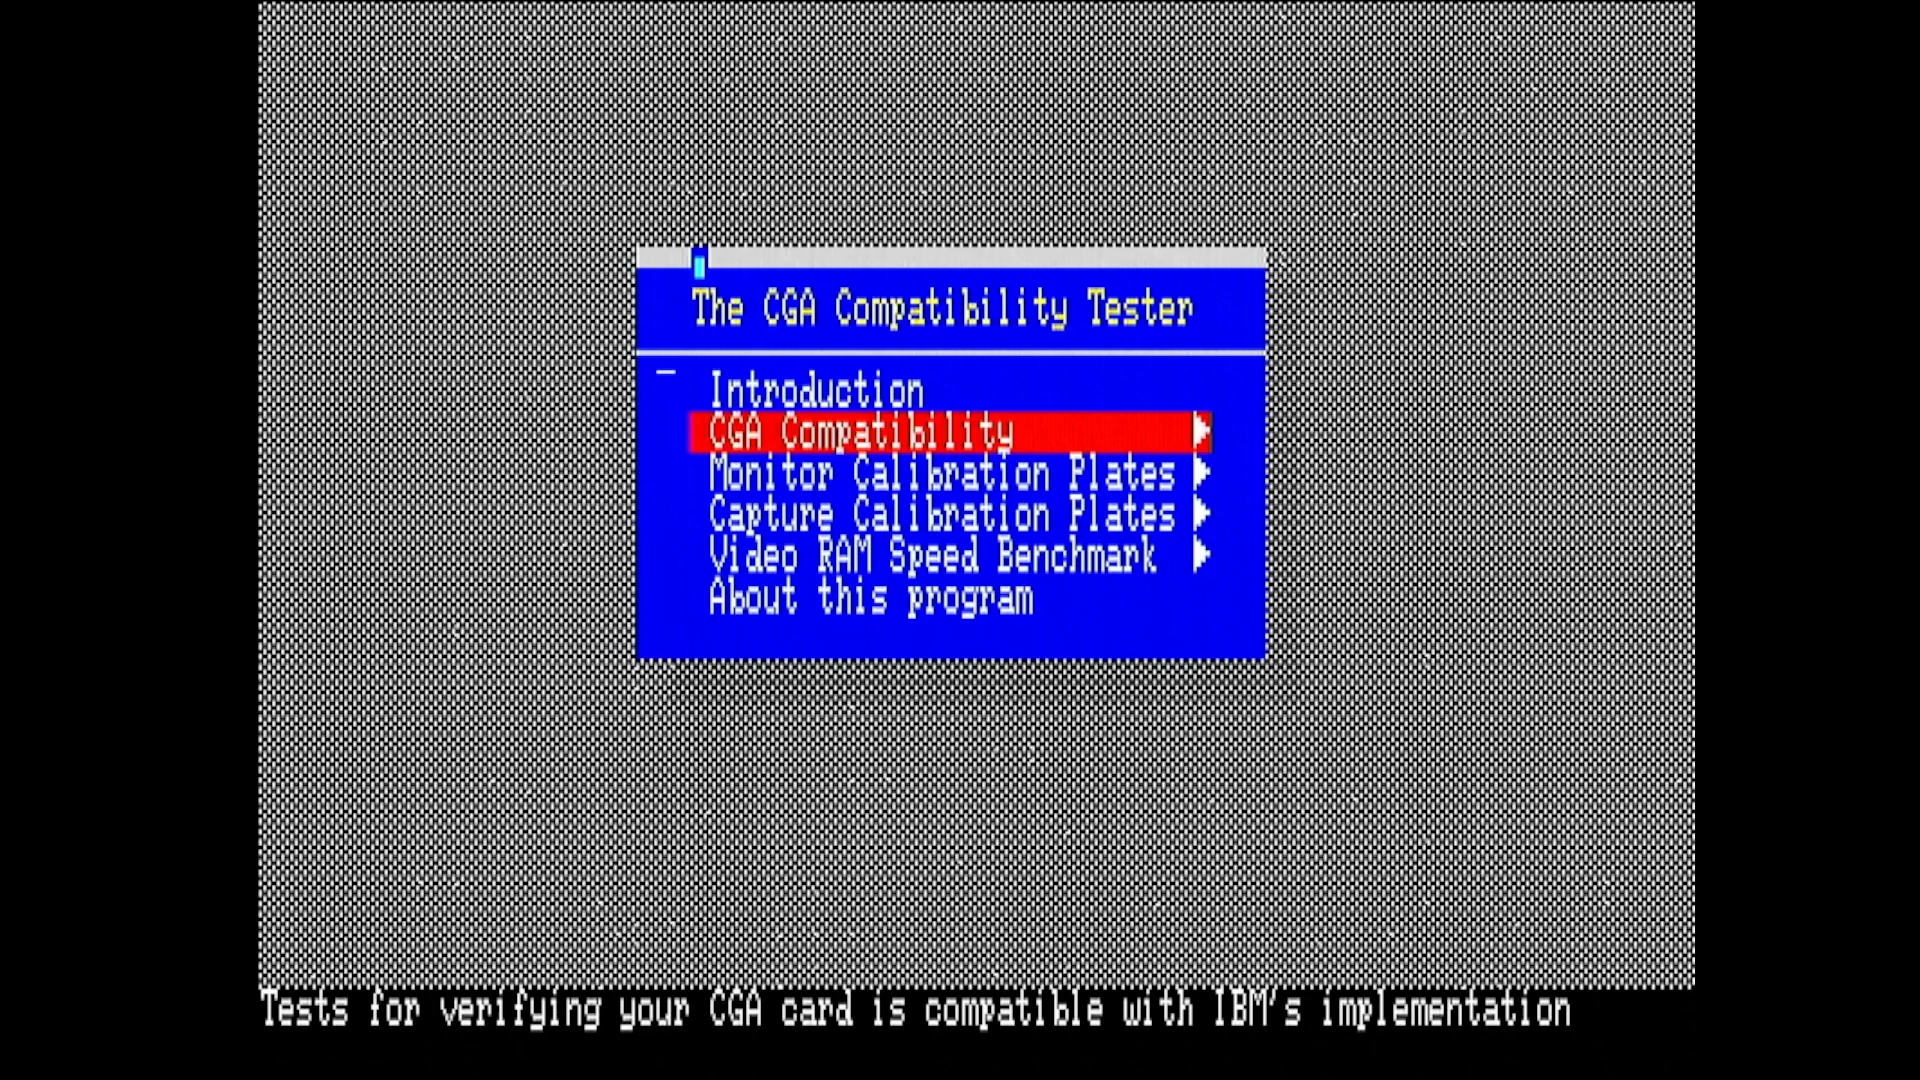 The CGA Compatibility Tester
Introduction
CGA Compatibility
Monitor Calibration Plates
Capture Calibration Plates
Video RAM Speed Benchmark
About this program
Tests for verifying your CGA card is compatible with IBM's implementation